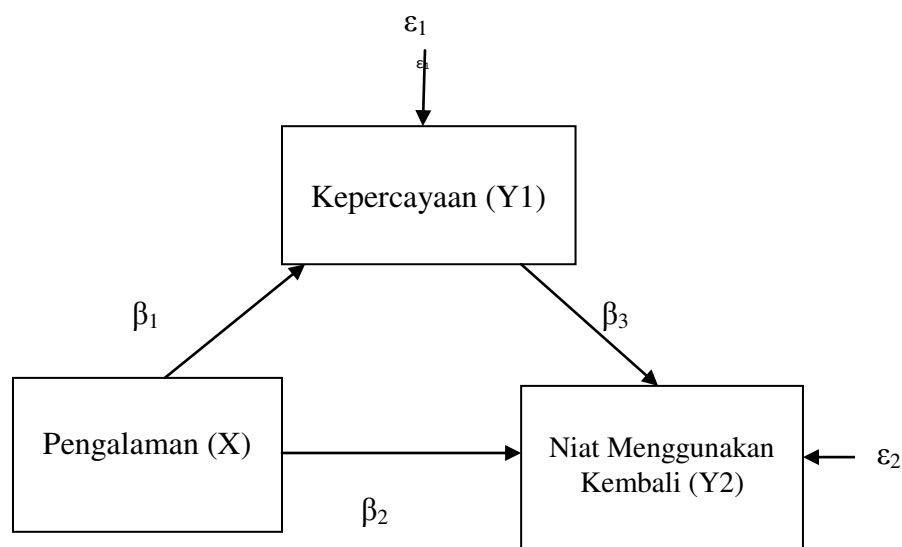 ε₁
ε₁
Kepercayaan (Y1)
β₁
β₃
Pengalaman (X)
Niat Menggunakan
Kembali (Y2)
ε₂
β₂